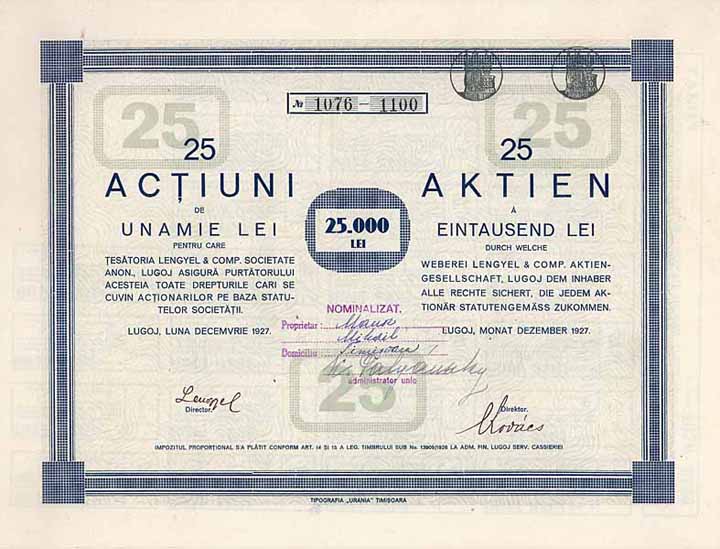 № 1076 – 1100
25
25
ACȚIUNI
DE
UNAMIE LEI
PENTRU CARE
ȚESĂTORIA LENGYEL & COMP. SOCIETATE
ANON., LUGOJ ASIGURĂ PURTĂTORULUI
ACESTEIA TOATE DREPTURILE CARI SE
CUVIN ACȚIONARILOR PE BAZA STATU-
TELOR SOCIETĂȚII.
LUGOJ, LUNA DECEMVRIE 1927.
25.000
LEI
25
25
AKTIEN
À
EINTAUSEND LEI
DURCH WELCHE
WEBEREI LENGYEL & COMP. AKTIEN-
GESELLSCHAFT, LUGOJ DEM INHABER
ALLE RECHTE SICHERT, DIE JEDEM AK-
TIONÄR STATUTENGEMÄSS ZUKOMMEN.
LUGOJ, MONAT DEZEMBER 1927.
NOMINALIZAT,
Proprietar:
Domiciliu
administrator unic
25
Lengyel
Director.
Direktor.
Kovács
IMPOZITUL PROPORȚIONAL S'A PLĂTIT CONFORM ART. 14 ȘI 15 A LEG. TIMBRULUI SUB No. 13905/1928 LA ADM. FIN. LUGOJ SERV. CASSIERIEI
TIPOGRAFIA „URANIA" TIMIȘOARA